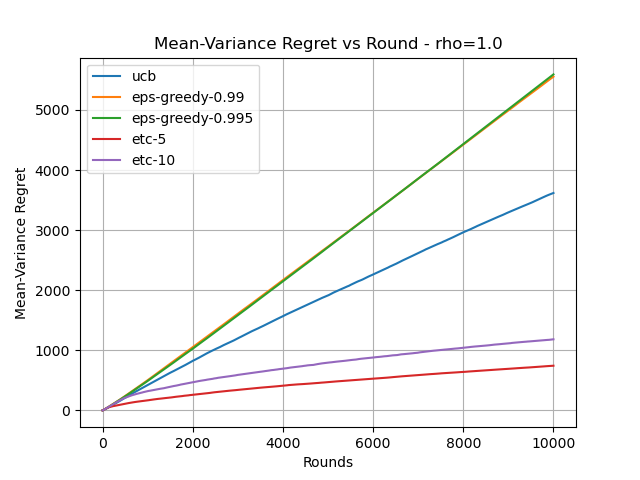 Mean-Variance Regret vs Round - rho=1.0
ucb
eps-greedy-0.99
eps-greedy-0.995
etc-5
etc-10
Mean-Variance Regret
5000
4000
3000
2000
1000
0
0 2000 4000 6000 8000 10000
Rounds